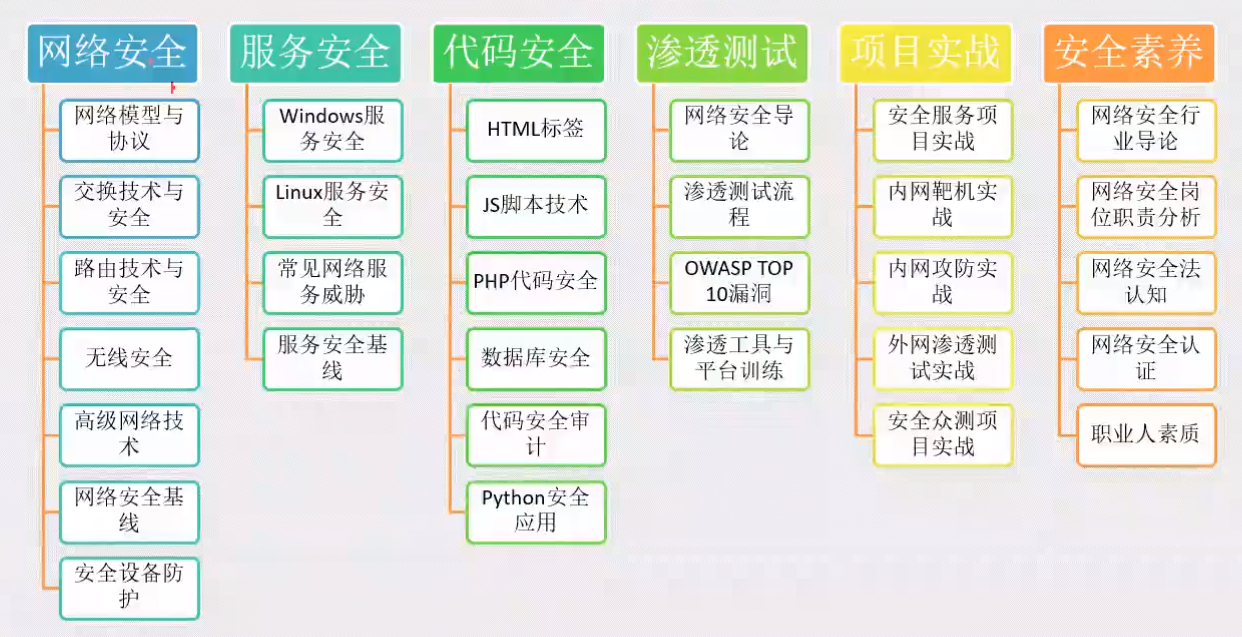 网络安全
网络模型与
协议
交换技术与
安全
路由技术与
安全
无线安全
高级网络技
术
网络安全基
线
安全设备防
护
服务安全
Windows服
务安全
Linux服务安
全
常见网络服
务威胁
服务安全基
线
代码安全
HTML标签
JS脚本技术
PHP代码安全
数据库安全
代码安全审
计
Python安全
应用
渗透测试
网络安全导
论
渗透测试流
程
OWASP TOP
10漏洞
渗透工具与
平台训练
项目实战
安全服务项
目实战
内网靶机实
战
内网攻防实
战
外网渗透测
试实战
安全众测项
目实战
安全素养
网络安全行
业导论
网络安全岗
位职责分析
网络安全法
认知
网络安全认
证
职业人素质